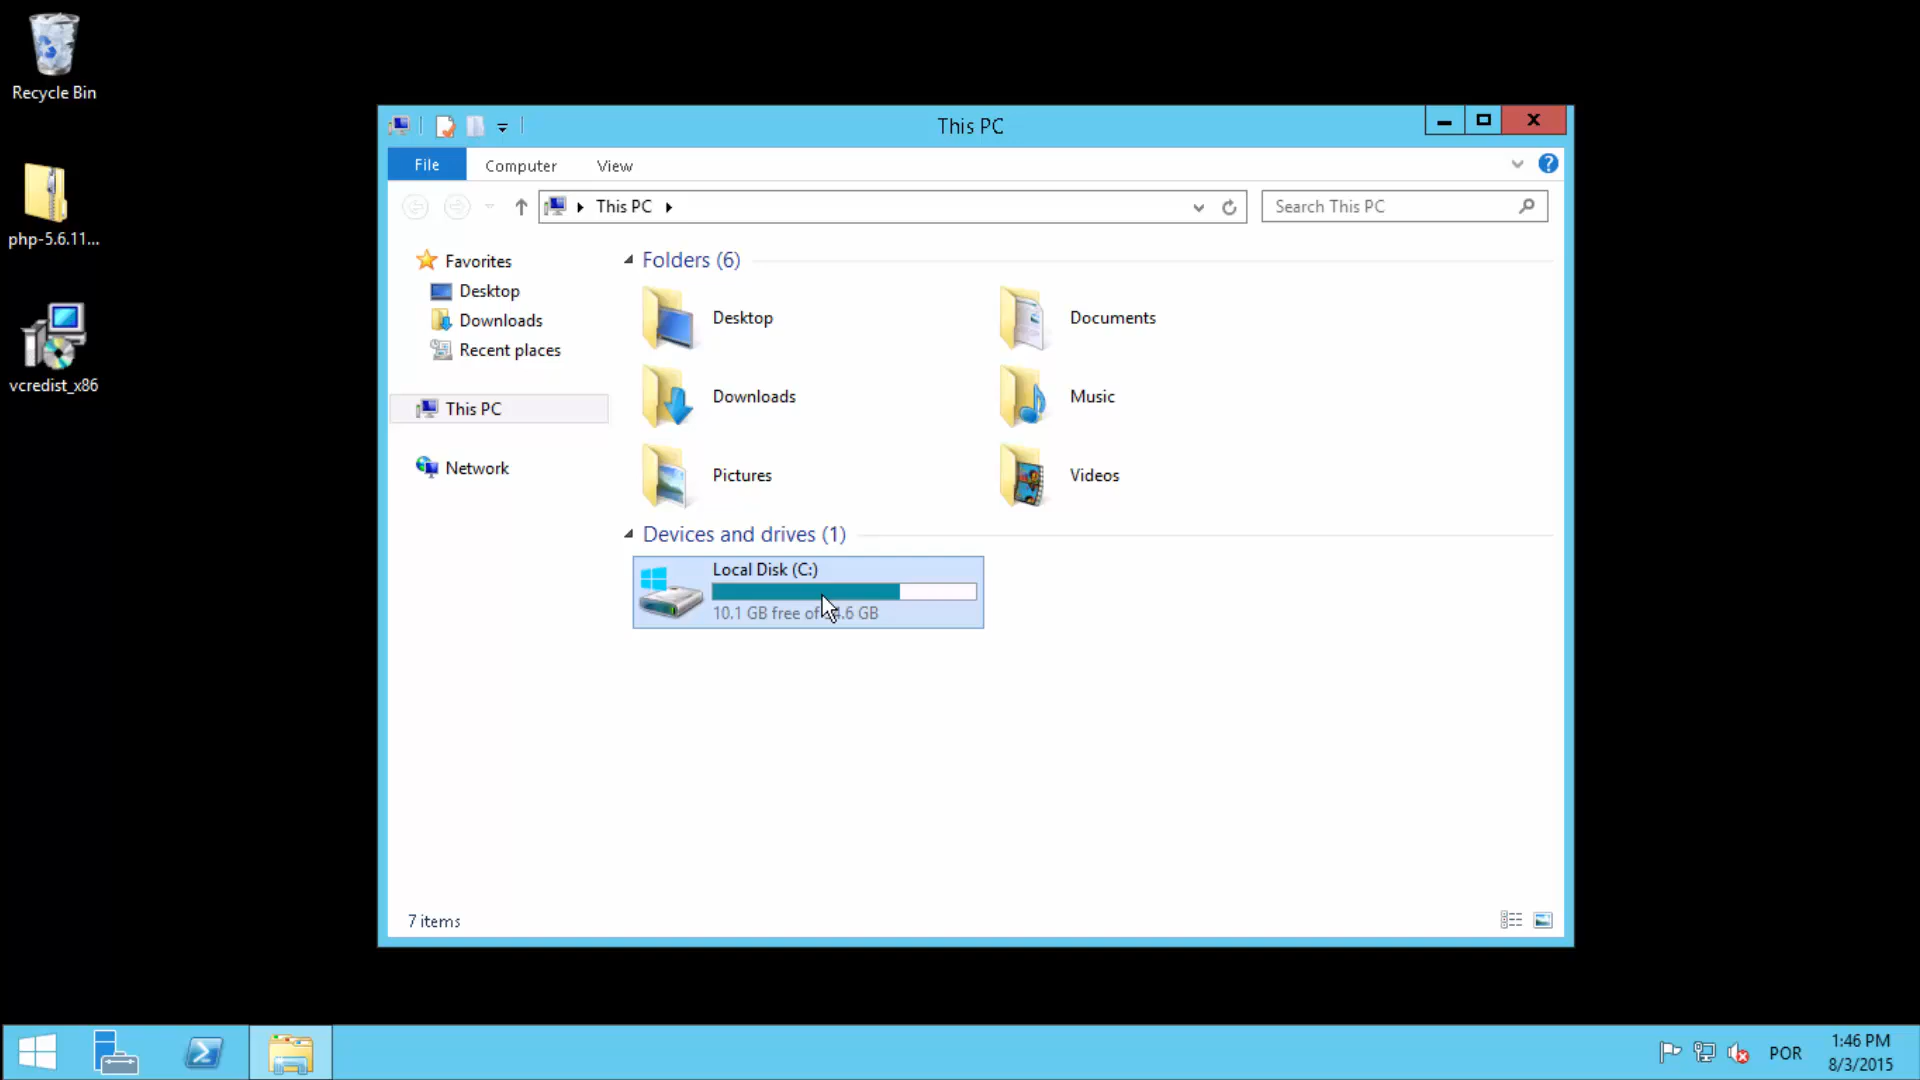 Recycle Bin
php-5.6.11...
vcredist_x86
This PC
File
Computer
View
This PC
Search This PC
Favorites
Desktop
Downloads
Recent places
This PC
Network
Folders (6)
Desktop
Documents
Downloads
Music
Pictures
Videos
Devices and drives (1)
Local Disk (C:)
10.1 GB free of GB
7 items
POR
1:46 PM
8/3/2015